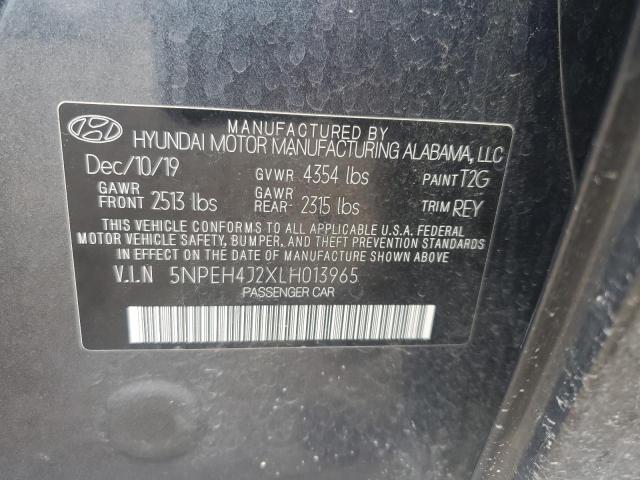 MANUFACTURED BY
HYUNDAI MOTOR MANUFACTURING ALABAMA, LLC
Dec/10/19 GVWR 4354 lbs PAINT T2G
GAWR FRONT 2513 lbs GAWR REAR- 2315 lbs TRIM REY
THIS VEHICLE CONFORMS TO ALL APPLICABLE U.S.A. FEDERAL
MOTOR VEHICLE SAFETY, BUMPER, AND THEFT PREVENTION
STANDARDS IN EFFECT ON THE DATE OF MANUFACTURE SHOWN ABOVE
V.I.N 5NPEH4J2XLH013965
PASSENGER CAR